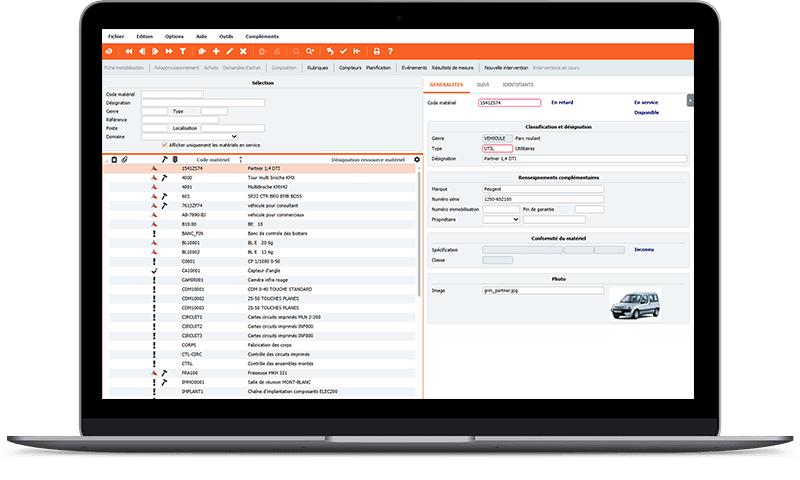 Fichier Edition Options Aide Outils Compléments
Fiche immobilisation Réapprovisionnement Achats Demandes d'achat Composition Rubriques Compteurs Planification Événements Résultats de mesure Nouvelle intervention Interventions en cours
Sélection
Code matériel
Désignation
Genre Type
Référence
Poste Localisation
Domaine
Afficher uniquement les matériels en service
Code matériel Désignation ressource matériel
1541ZS74 Partner 1,4 DTI
4000 Tour multi broche KMX
4001 Multibroche KMX42
603 SR32 CTR BRO EMB BOSS
7613ZF74 véhicule pour consultant
AB-7890-BJ véhicule pour commerciaux
B10.00 BE 10
BANC_FIN Banc de controle des boitiers
BL10001 BL E 20 6g
BL10002 BL E 13 6g
C0001 CP 1/1000 0-50
CA10001 Capteur d'angle
CAMIR001 Caméra infra rouge
CDM10001 CDM 0-40 TOUCHE STANDARD
CDM10002 25-50 TOUCHES PLANES
CDM10003 25-50 TOUCHES PLANES
CIRCUIT1 Cartes circuits imprimés MLN 2-200
CIRCUIT2 Cartes circuits imprimés INF800
CIRCUIT3 Cartes circuits imprimés INF800
CORPS Fabrication des corps
CTL-CIRC Contrôle des circuits imprimés
CTRL Contrôle des ensembles montés
FRA100 Fraiseuse MKH 321
IMMO0001 Salle de réunion MONT-BLANC
IMPLANT1 Chaîne d'implantation composants ELEC200
GENERALITES SUIVI IDENTIFIANTS
Code matériel 1541ZS74 En retard En service
Disponible
Classification et désignation
Genre VEHICULE Parc roulant
Type UTIL Utilitaires
Désignation Partner 1,4 DTI
Renseignements complémentaires
Marque Peugeot
Numéro série 1250-652100
Numéro immobilisation Fin de garantie
Propriétaire
Conformité du matériel
Spécification Inconnu
Classe
Photo
Image grm_partner.jpg